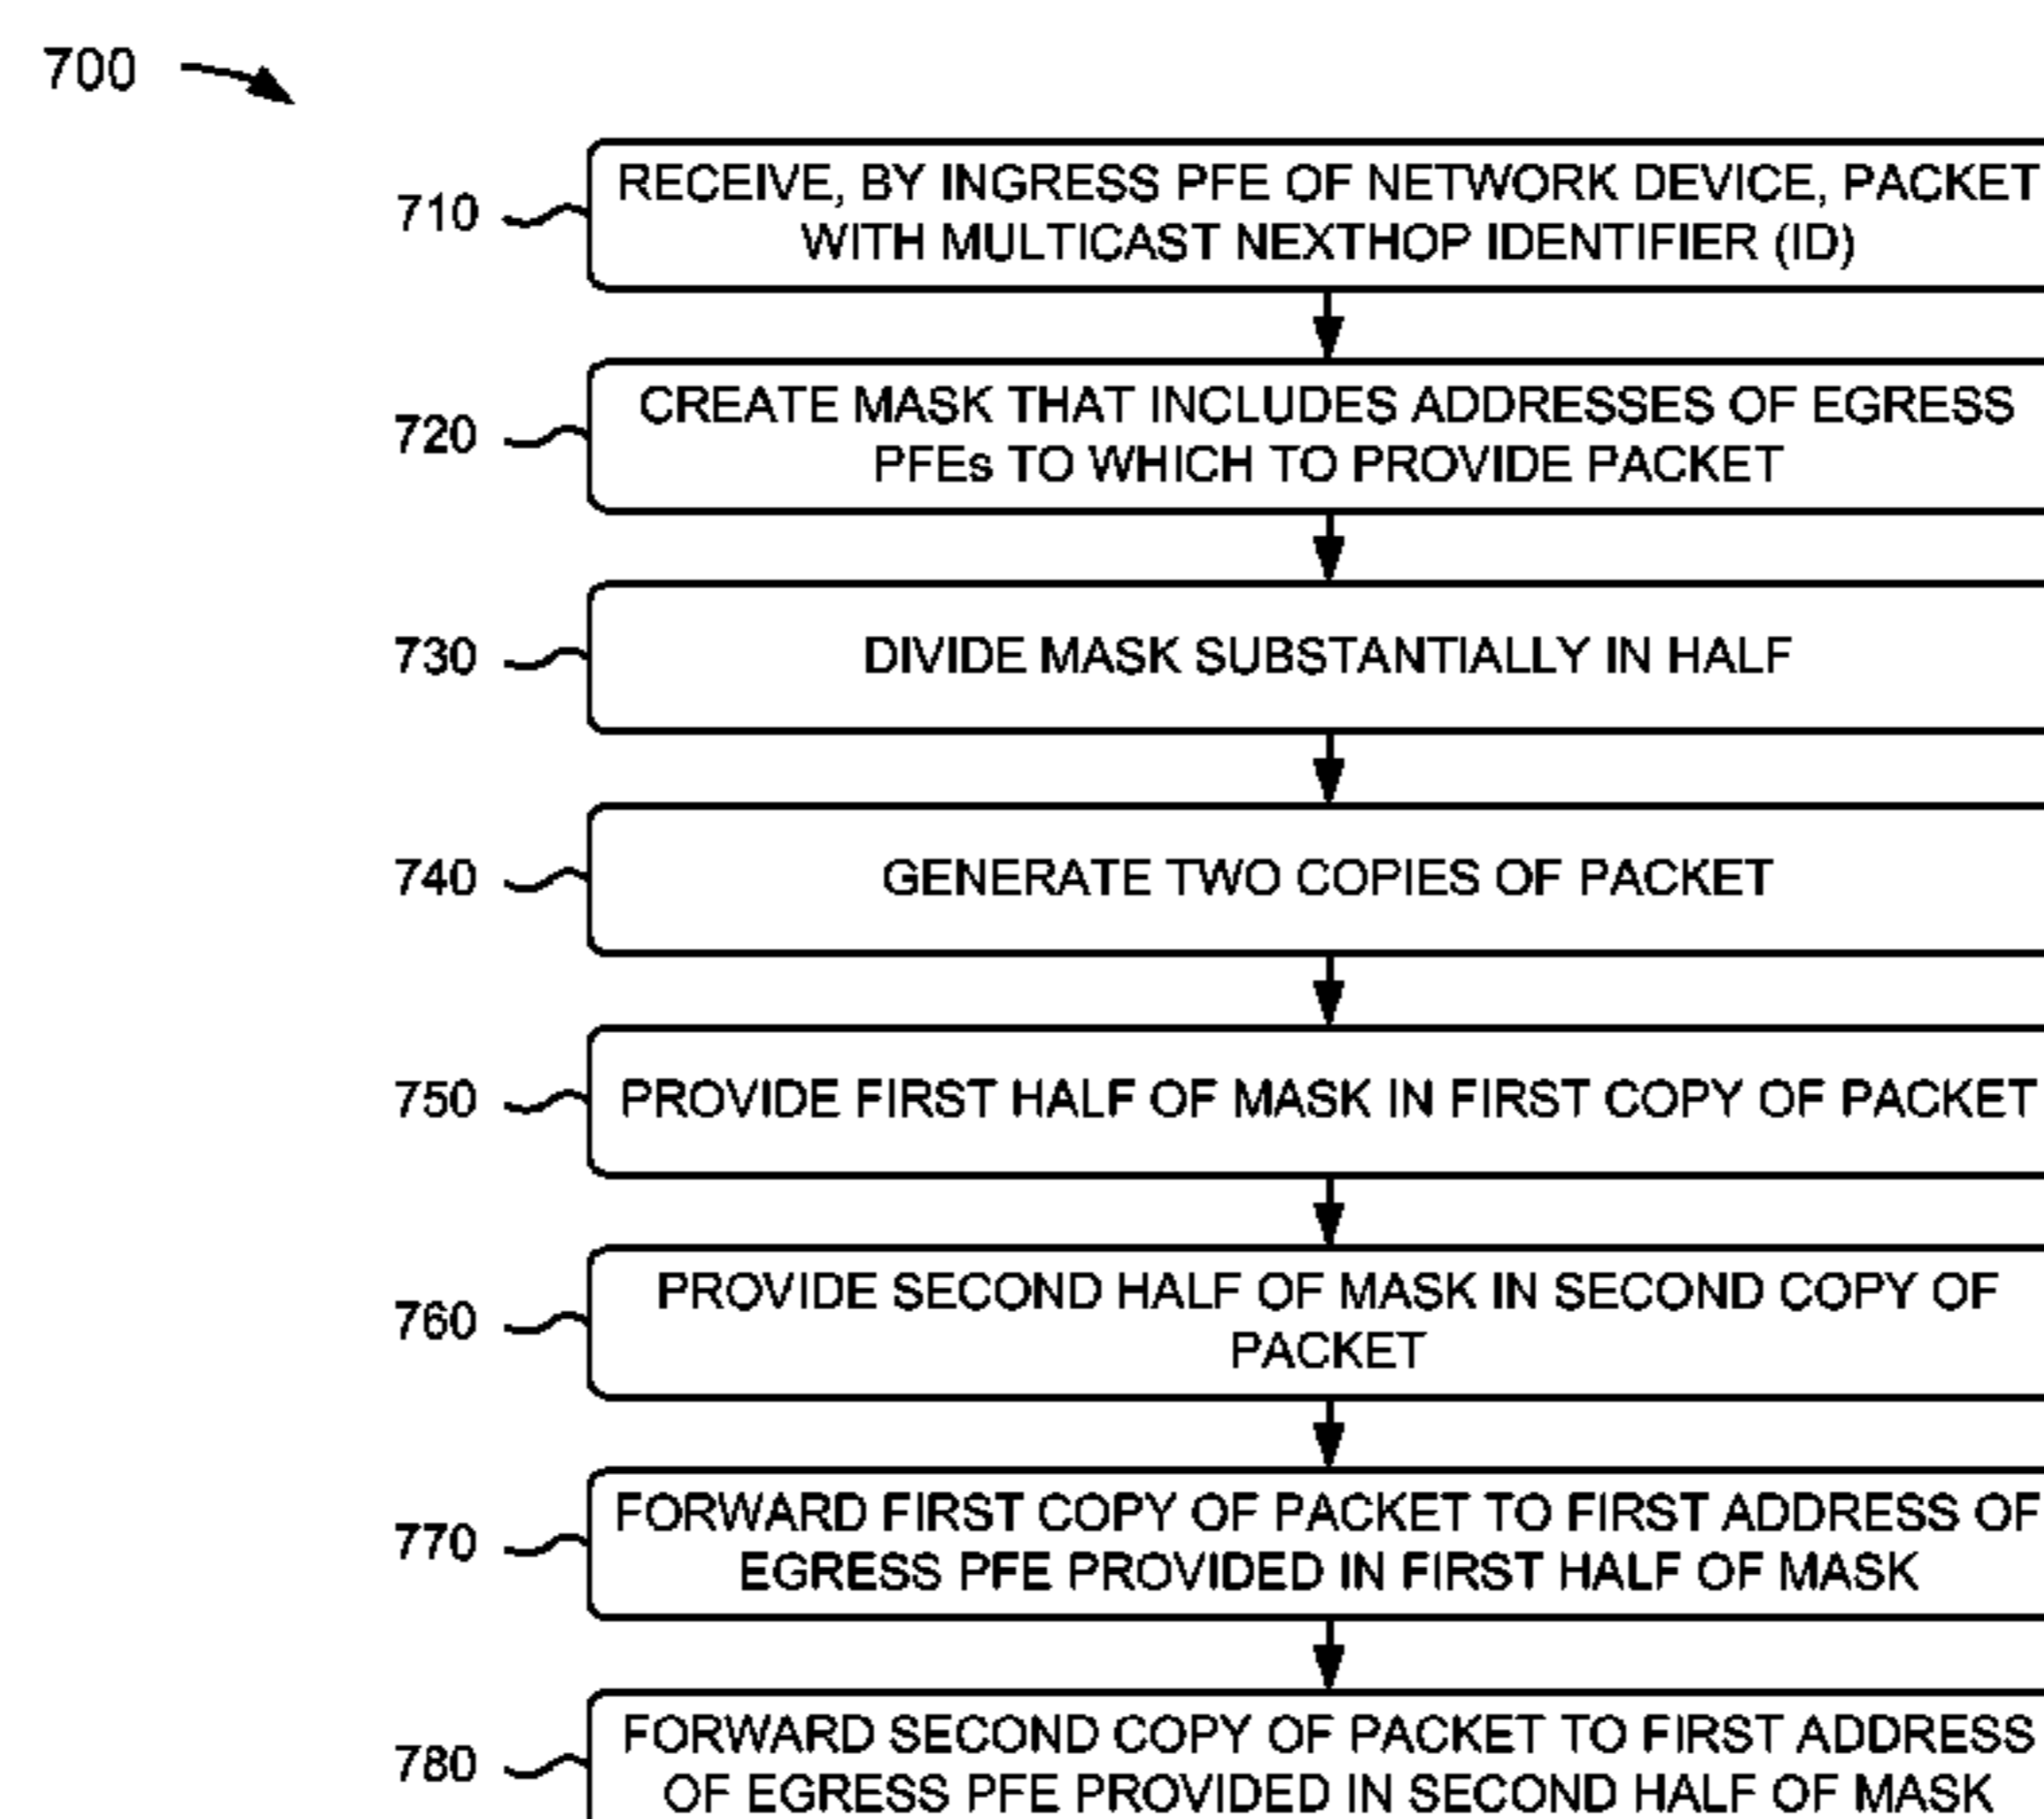 700
710
RECEIVE, BY INGRESS PFE OF NETWORK DEVICE, PACKET
WITH MULTICAST NEXTHOP IDENTIFIER (ID)
720
CREATE MASK THAT INCLUDES ADDRESSES OF EGRESS
PFEs TO WHICH TO PROVIDE PACKET
730
DIVIDE MASK SUBSTANTIALLY IN HALF
740
GENERATE TWO COPIES OF PACKET
750
PROVIDE FIRST HALF OF MASK IN FIRST COPY OF PACKET
760
PROVIDE SECOND HALF OF MASK IN SECOND COPY OF
PACKET
770
FORWARD FIRST COPY OF PACKET TO FIRST ADDRESS OF
EGRESS PFE PROVIDED IN FIRST HALF OF MASK
780
FORWARD SECOND COPY OF PACKET TO FIRST ADDRESS
OF EGRESS PFE PROVIDED IN SECOND HALF OF MASK